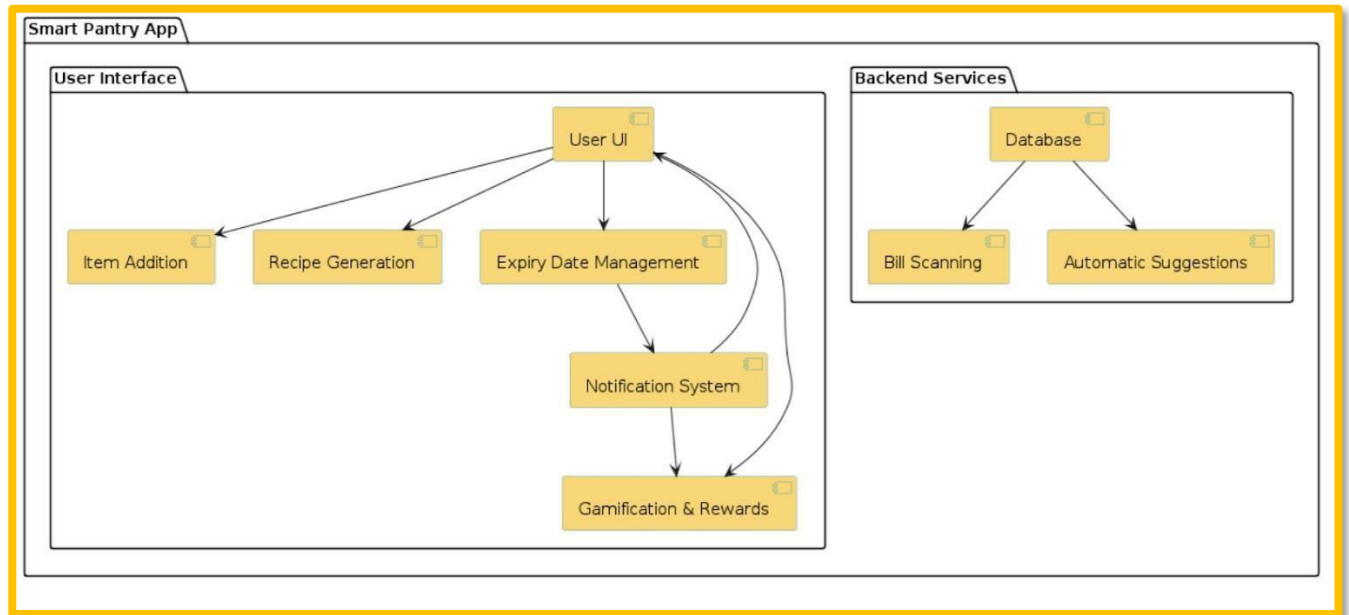 Smart Pantry App
User Interface
Backend Services
User UI
Database
Item Addition
Recipe Generation
Expiry Date Management
Bill Scanning
Automatic Suggestions
Notification System
Gamification & Rewards